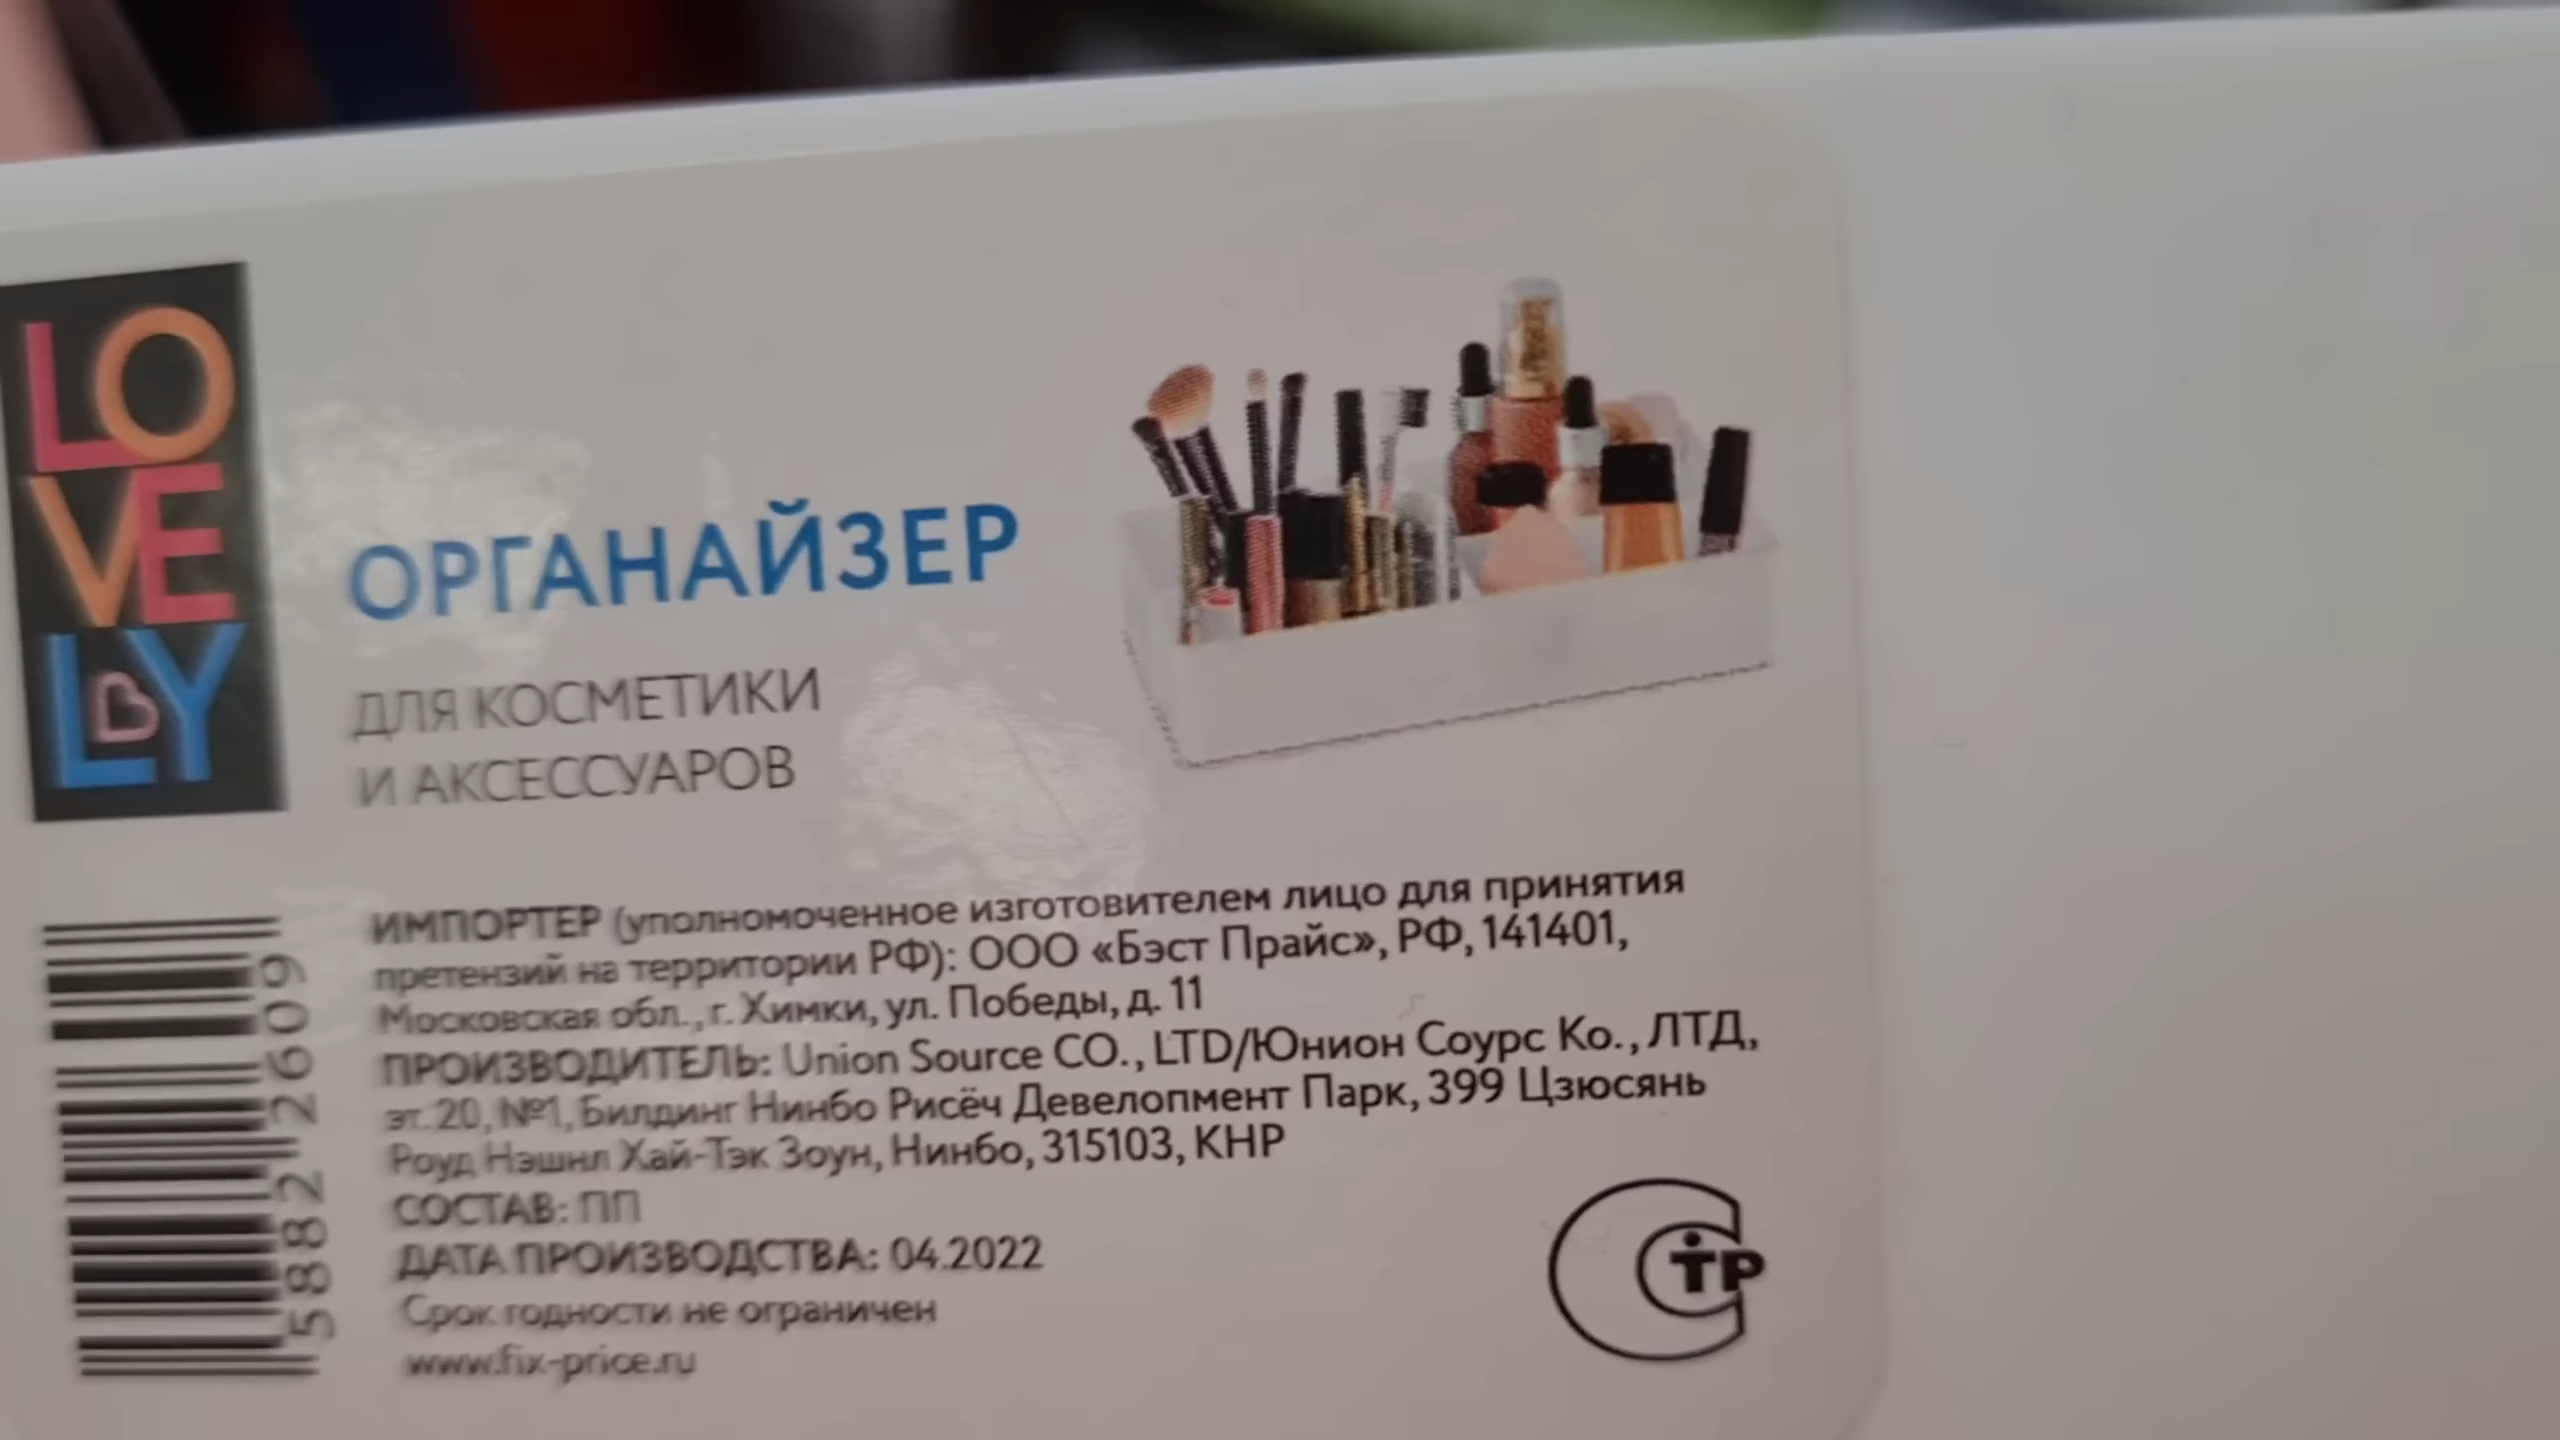 LO
VE
LY
B
ОРГАНАЙЗЕР
ДЛЯ КОСМЕТИКИ
И АКСЕССУАРОВ
ИМПОРТЕР (уполномоченное изготовителем лицо для принятия
претензий на территории РФ): ООО «Бэст Прайс», РФ, 141401,
Московская обл., г. Химки, ул. Победы, д. 11
ПРОИЗВОДИТЕЛЬ: Union Source CO., LTD/Юнион Соурс Ко., ЛТД,
эт. 20, №1, Билдинг Нинбо Рисёч Девелопмент Парк, 399 Цзюсянь
Роуд Нэшнл Хай-Тэк Зоун, Нинбо, 315103, КНР
СОСТАВ: ПП
ДАТА ПРОИЗВОДСТВА: 04.2022
Срок годности не ограничен
www.fix-price.ru
5882 2609
СТР